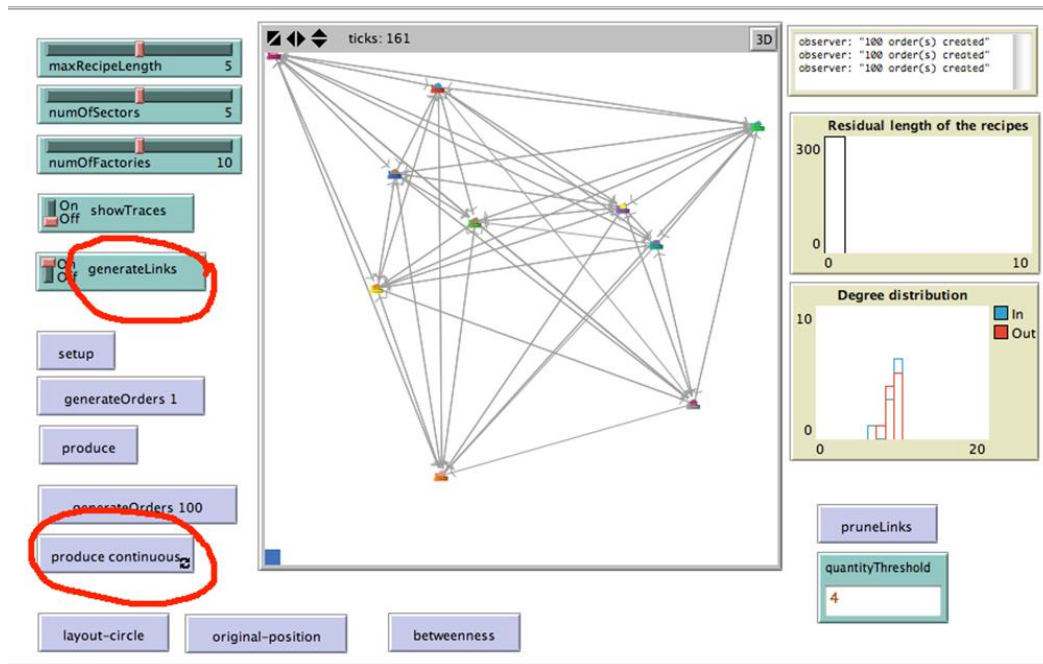 maxRecipeLength 5
numOfSectors 5
numOfFactories 10
On
Off
showTraces
On
Off
generateLinks
setup
generateOrders 1
produce
generateOrders 100
produce continuous
layout-circle
original-position
betweenness
ticks: 161
3D
observer: "100 order(s) created"
observer: "100 order(s) created"
observer: "100 order(s) created"
Residual length of the recipes
300
0
0 10
Degree distribution
10
In
Out
0
0 20
pruneLinks
quantityThreshold
4